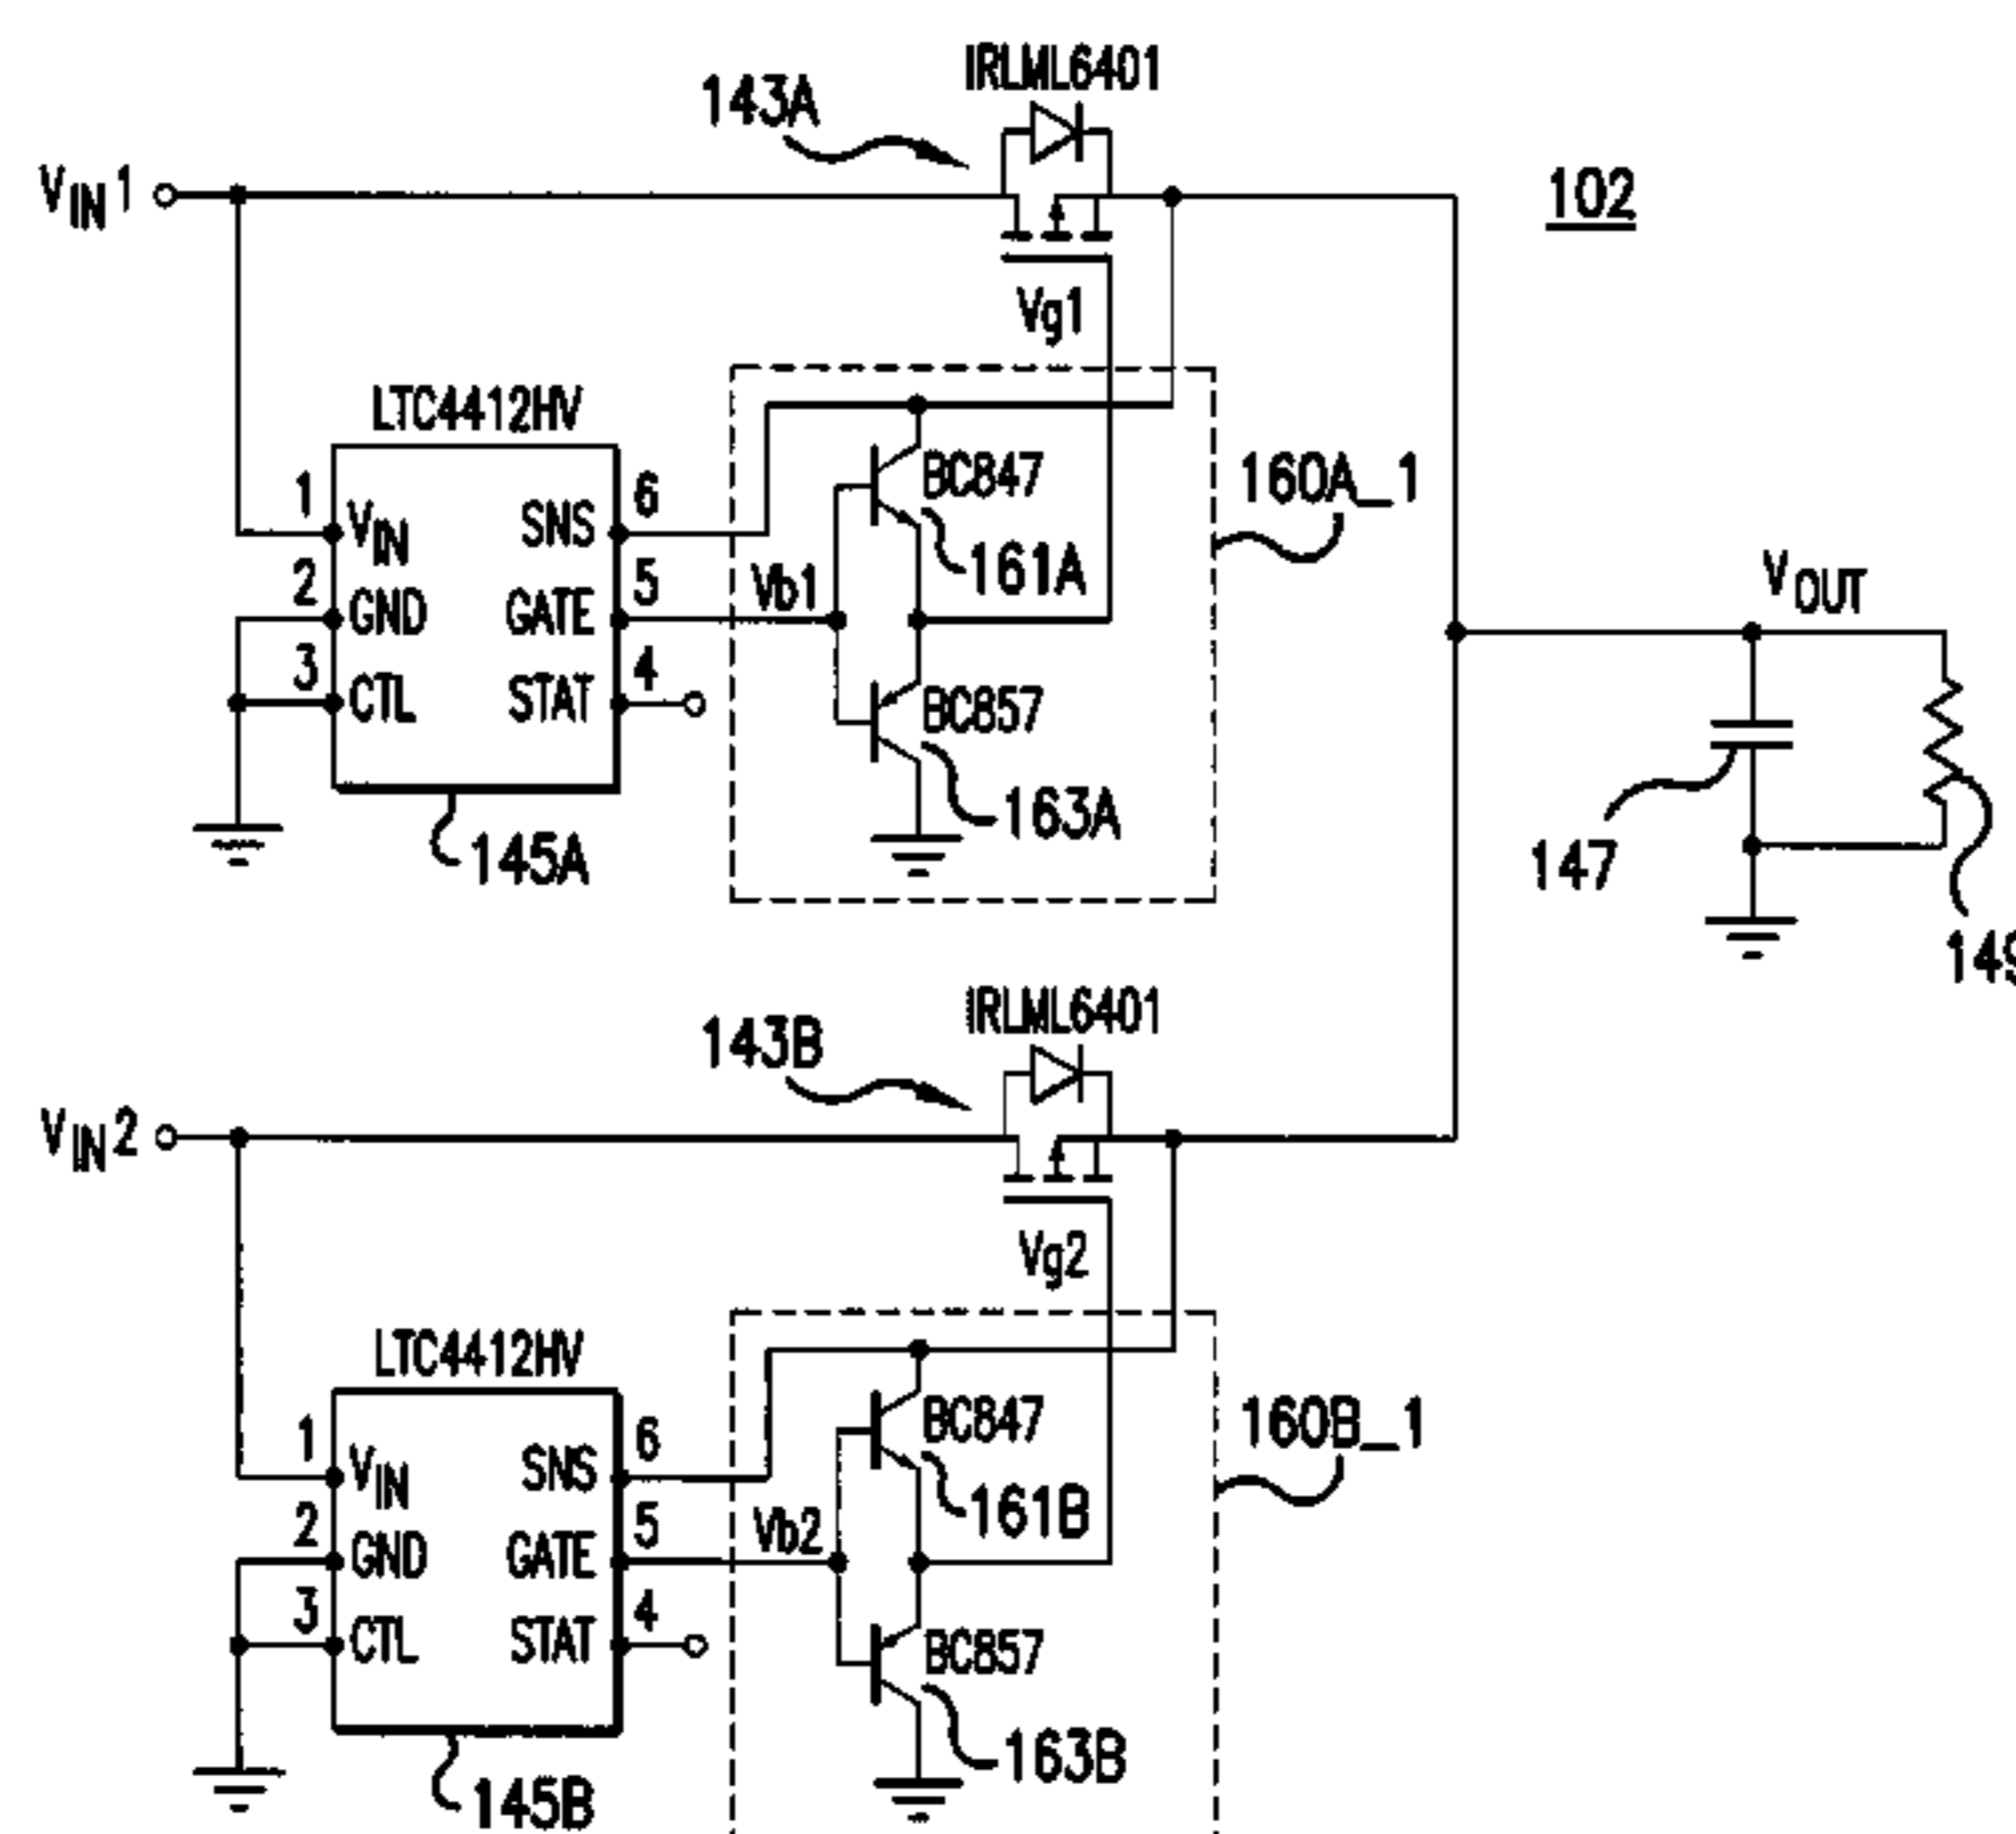 IRLML6401
143A
VIN1
102
Vg1
LTC4412HV
1
VIN
SNS
6
BC847
160A_1
161A
2
GND
GATE
5
Vb1
VOUT
3
CTL
STAT
4
BC857
163A
145A
147
IRLML6401
143B
VIN2
Vg2
LTC4412HV
1
VIN
SNS
6
BC847
160B_1
161B
2
GND
GATE
5
Vb2
3
CTL
STAT
4
BC857
163B
145B